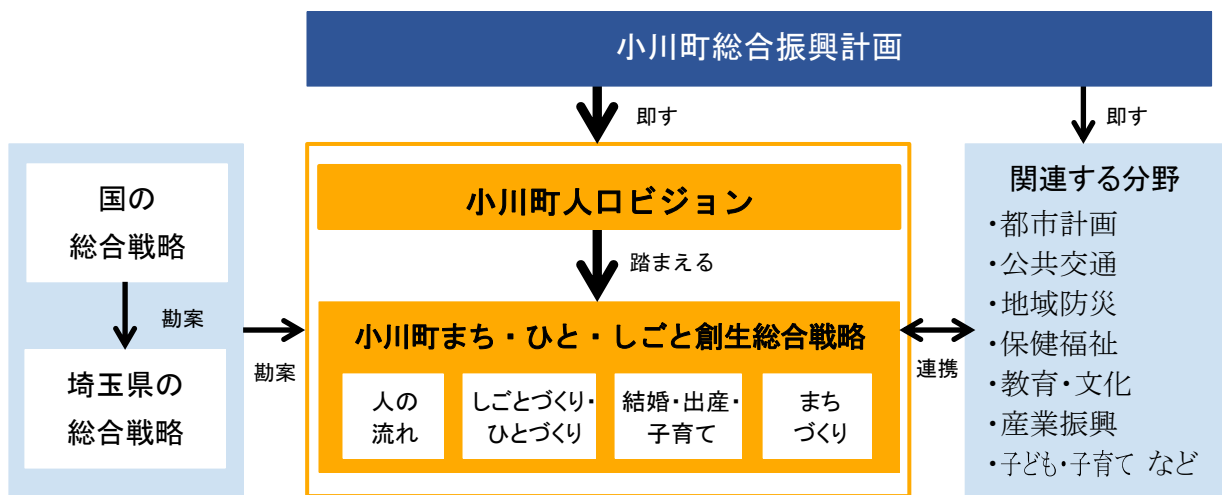 小川町総合振興計画
即す
即す
国の
総合戦略
勘案
埼玉県の
総合戦略
勘案
小川町人口ビジョン
踏まえる
小川町まち・ひと・しごと創生総合戦略
人の
流れ
しごとづくり・
ひとづくり
結婚・出産・
子育て
まち
づくり
連携
関連する分野
・都市計画
・公共交通
・地域防災
・保健福祉
・教育・文化
・産業振興
・子ども・子育て など